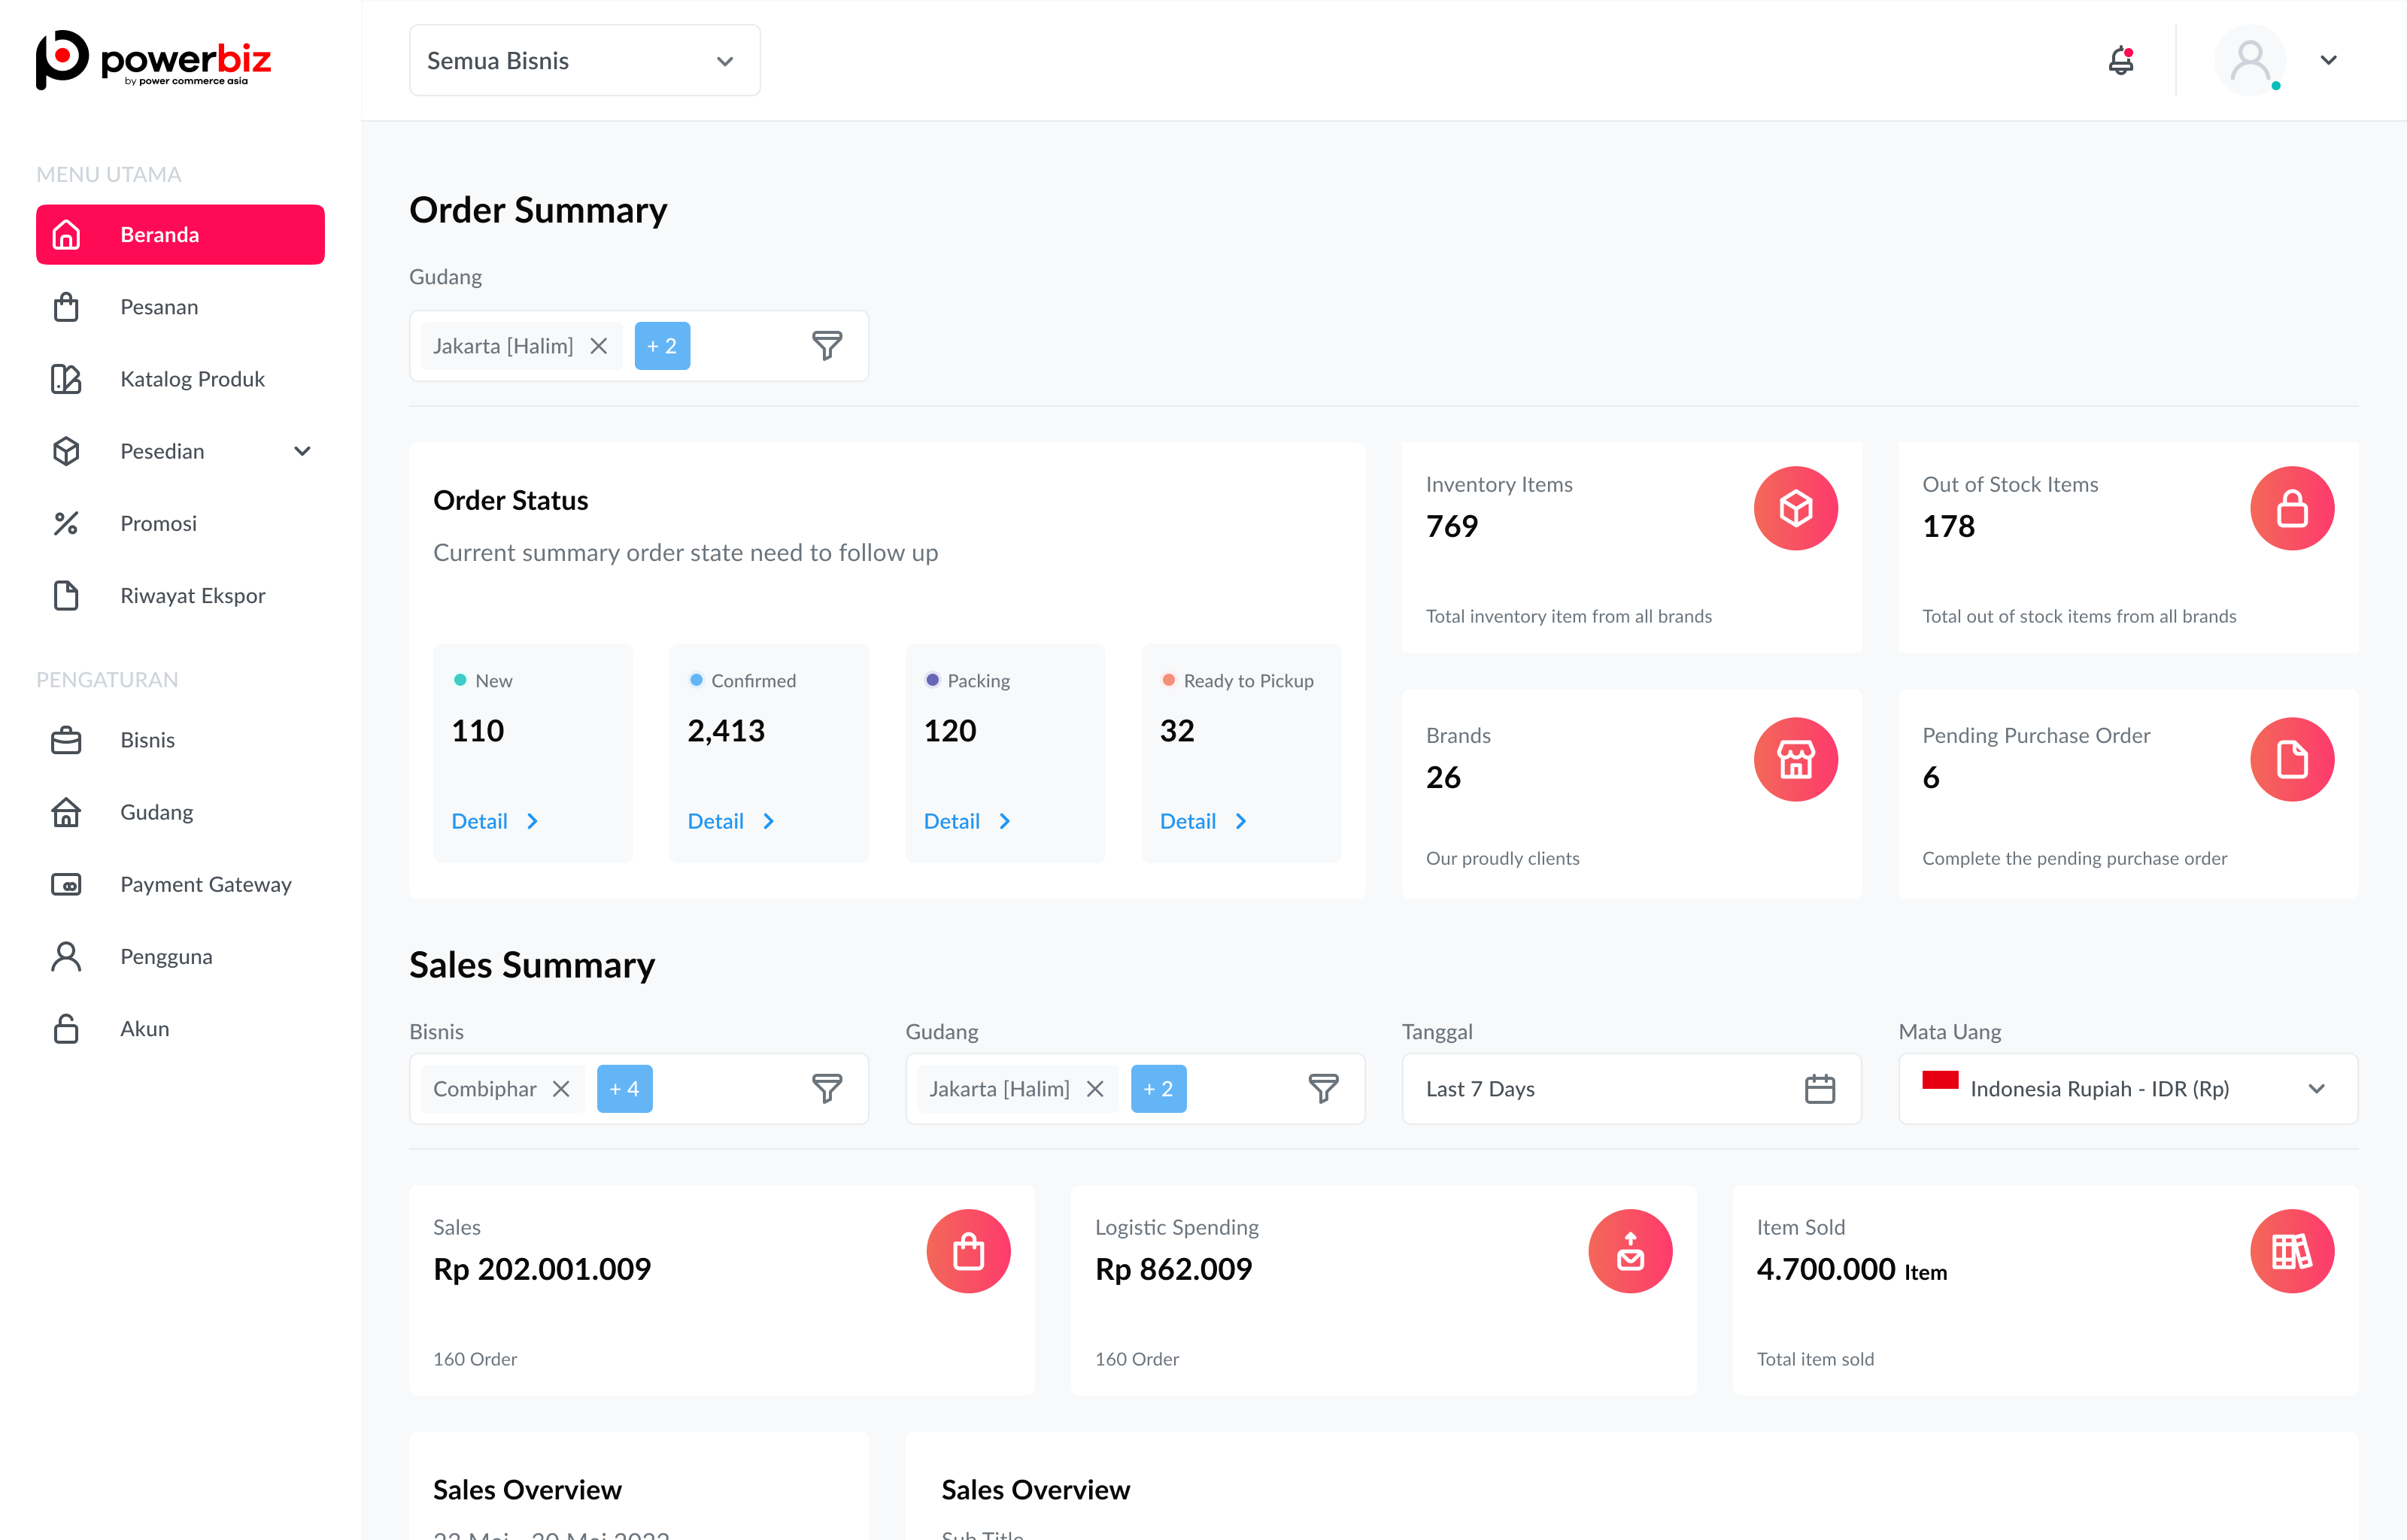 powerbiz
by power commerce asia
Semua Bisnis
MENU UTAMA
Beranda
Pesanan
Katalog Produk
Pesedian
Promosi
Riwayat Ekspor
PENGATURAN
Bisnis
Gudang
Payment Gateway
Pengguna
Akun
Order Summary
Gudang
Jakarta [Halim]
+ 2
Order Status
Current summary order state need to follow up
New
110
Detail
Confirmed
2,413
Detail
Packing
120
Detail
Ready to Pickup
32
Detail
Inventory Items
769
Total inventory item from all brands
Out of Stock Items
178
Total out of stock items from all brands
Brands
26
Our proudly clients
Pending Purchase Order
6
Complete the pending purchase order
Sales Summary
Bisnis
Combiphar
+ 4
Gudang
Jakarta [Halim]
+ 2
Tanggal
Last 7 Days
Mata Uang
Indonesia Rupiah - IDR (Rp)
Sales
Rp 202.001.009
160 Order
Logistic Spending
Rp 862.009
160 Order
Item Sold
4.700.000 Item
Total item sold
Sales Overview
Sales Overview
Sub Title